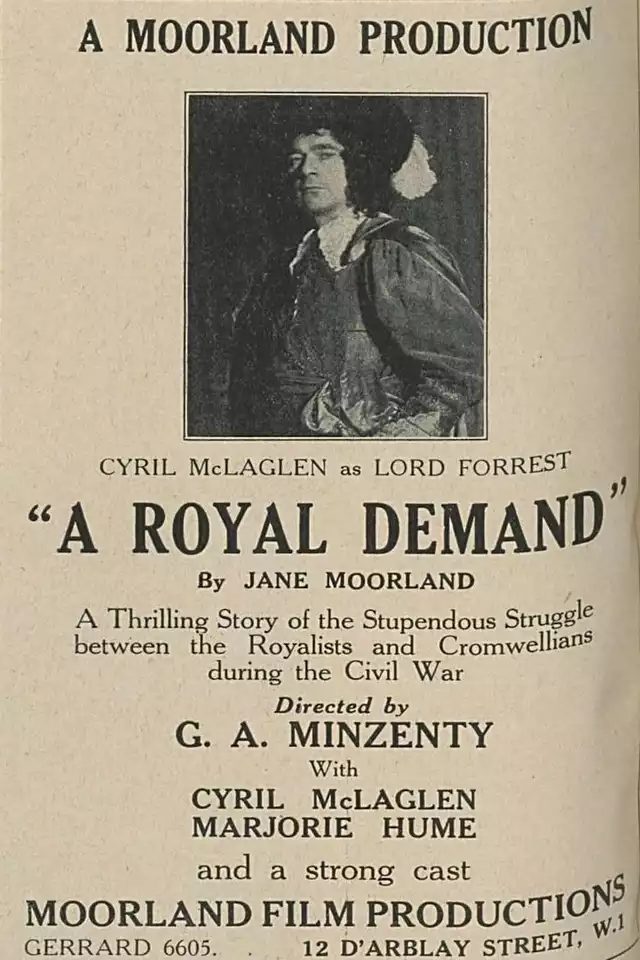 A MOORLAND PRODUCTION
CYRIL McLAGLEN as LORD FORREST
"A ROYAL DEMAND"
By JANE MOORLAND
A Thrilling Story of the Stupendous Struggle
between the Royalists and Cromwellians
during the Civil War
Directed by
G. A. MINZENTY
With
CYRIL McLAGLEN
MARJORIE HUME
and a strong cast
MOORLAND FILM PRODUCTIONS
GERRARD 6605. . 12 D'ARBLAY STREET, W.1